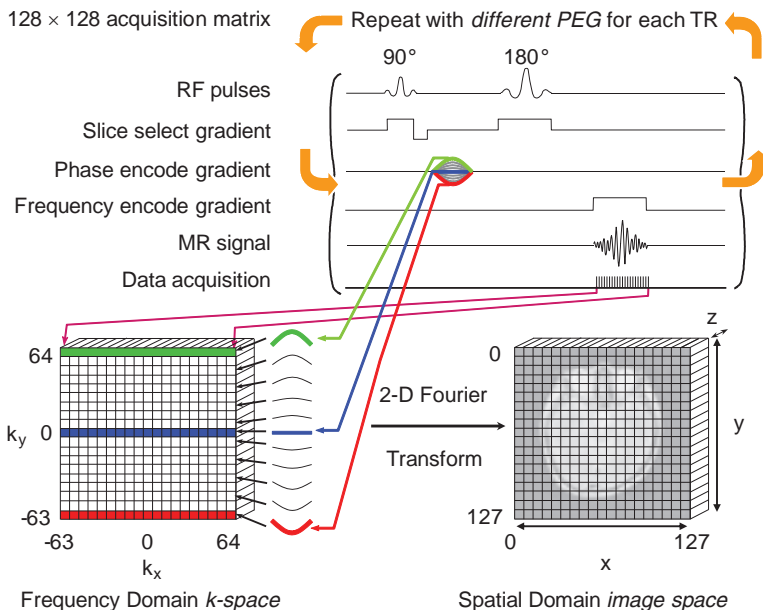 128 × 128 acquisition matrix
Repeat with different PEG for each TR
90°
180°
RF pulses
Slice select gradient
Phase encode gradient
Frequency encode gradient
MR signal
Data acquisition
64
k_y 0
-63
-63 0 64
k_x
Frequency Domain k-space
2-D Fourier
Transform
z
0
y
127
0 127
x
Spatial Domain image space